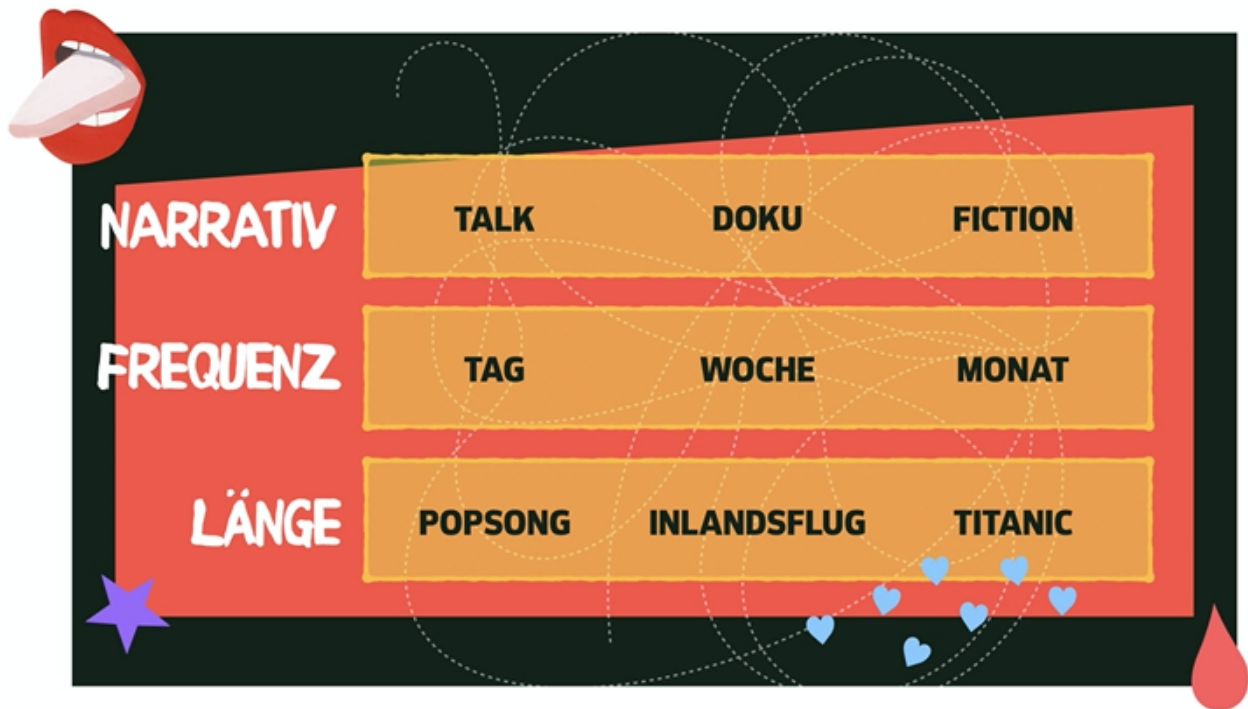 NARRATIV TALK DOKU FICTION
FREQUENZ TAG WOCHE MONAT
LÄNGE POPSONG INLANDSFLUG TITANIC